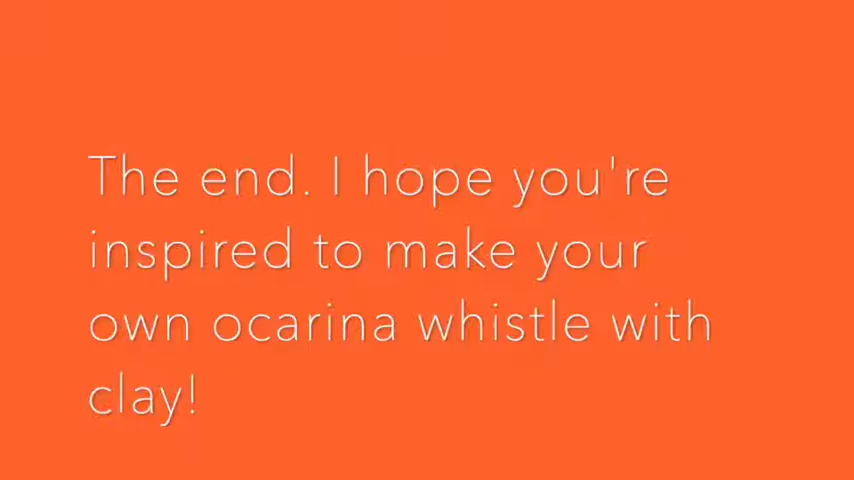 The end. I hope you're
inspired to make your
own ocarina whistle with
clay!